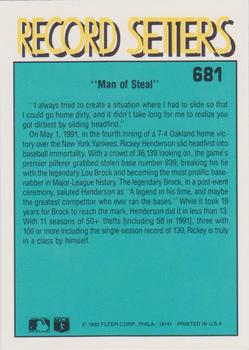 RECORD SETTERS
681
"Man of Steal"
"I always tried to create a situation where I had to slide so that
I could go home dirty, and it didn't take long for me to realize you
got dirtiest by sliding headfirst."
On May 1, 1991, in the fourth inning of a 7-4 Oakland home vic-
tory over the New York Yankees, Rickey Henderson slid headfirst into
baseball immortality. With a crowd of 36,139 looking on, the game's
premier pilferer grabbed stolen base number 939, breaking his tie
with the legendary Lou Brock and becoming the most prolific base-
nabber in Major-League history. The legendary Brock, in a post-event
ceremony, saluted Henderson as "A legend in his time, and maybe
the greatest competitor who ever ran the bases." While it took 19
years for Brock to reach the mark, Henderson did it in less than 13.
With 11 seasons of 50+ thefts (including 58 in 1991), three with
100 or more including the single-season record of 130, Rickey is truly
in a class by himself.
© 1992 FLEER CORP., PHILA. 19141 PRINTED IN U.S.A.